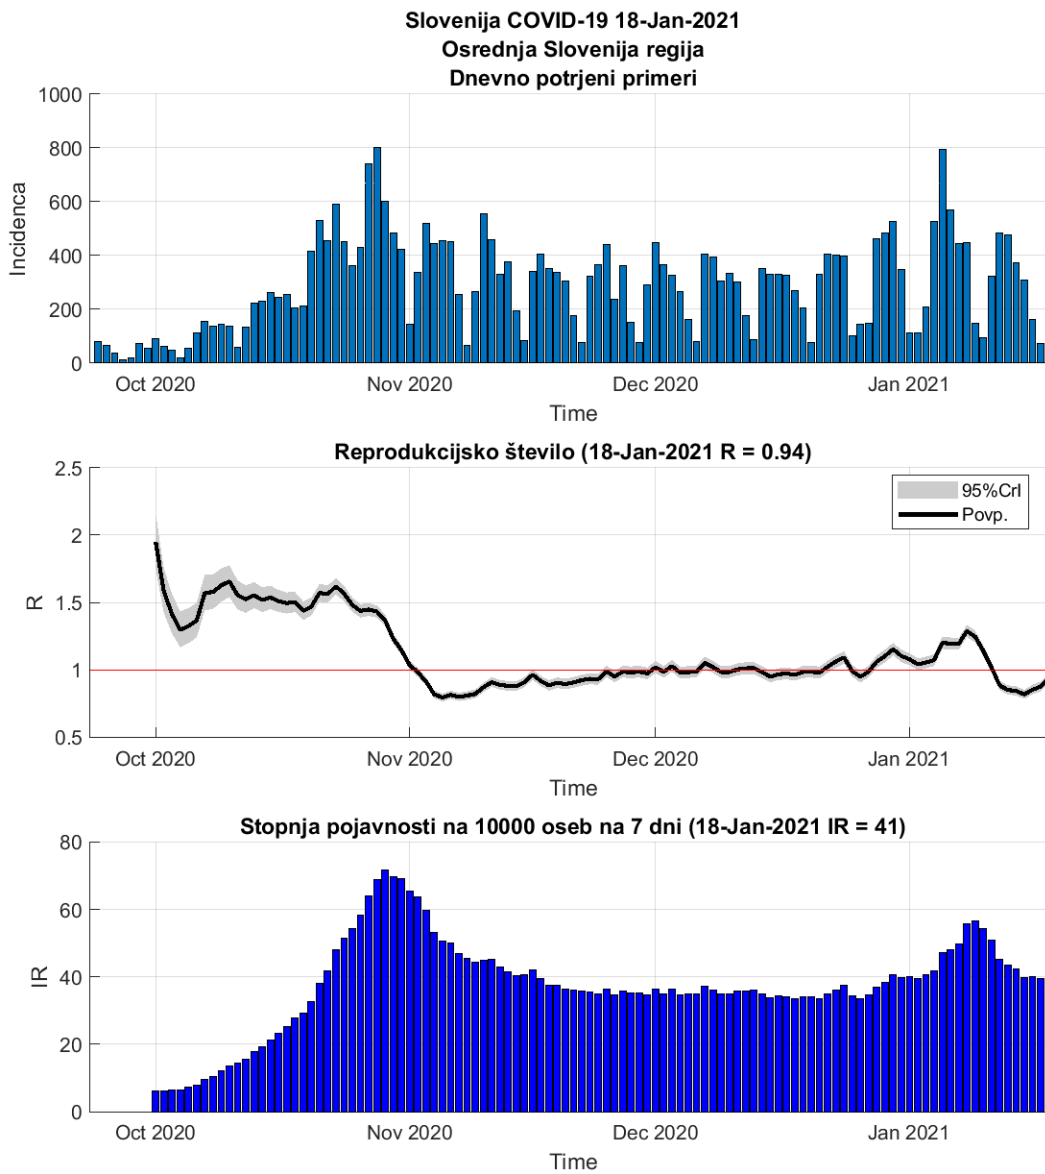 Slovenija COVID-19 18-Jan-2021
Osrednja Slovenija regija
Dnevno potrjeni primeri
1000
800
600
400
200
0
Incidenca
Oct 2020 Nov 2020 Dec 2020 Jan 2021
Time
Reprodukcijsko število (18-Jan-2021 R = 0.94)
2.5
2
1.5
1
0.5
R
95%CrI
Povp.
Oct 2020 Nov 2020 Dec 2020 Jan 2021
Time
Stopnja pojavnosti na 10000 oseb na 7 dni (18-Jan-2021 IR = 41)
80
60
40
20
0
IR
Oct 2020 Nov 2020 Dec 2020 Jan 2021
Time